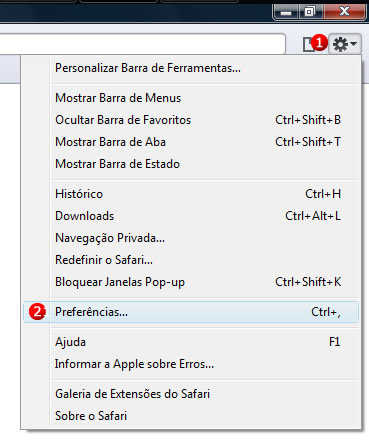 1
Personalizar Barra de Ferramentas...
Mostrar Barra de Menus
Ocultar Barra de Favoritos Ctrl+Shift+B
Mostrar Barra de Aba Ctrl+Shift+T
Mostrar Barra de Estado
Histórico Ctrl+H
Downloads Ctrl+Alt+L
Navegação Privada...
Redefinir o Safari...
Bloquear Janelas Pop-up Ctrl+Shift+K
2 Preferências... Ctrl+,
Ajuda F1
Informar a Apple sobre Erros...
Galeria de Extensões do Safari
Sobre o Safari